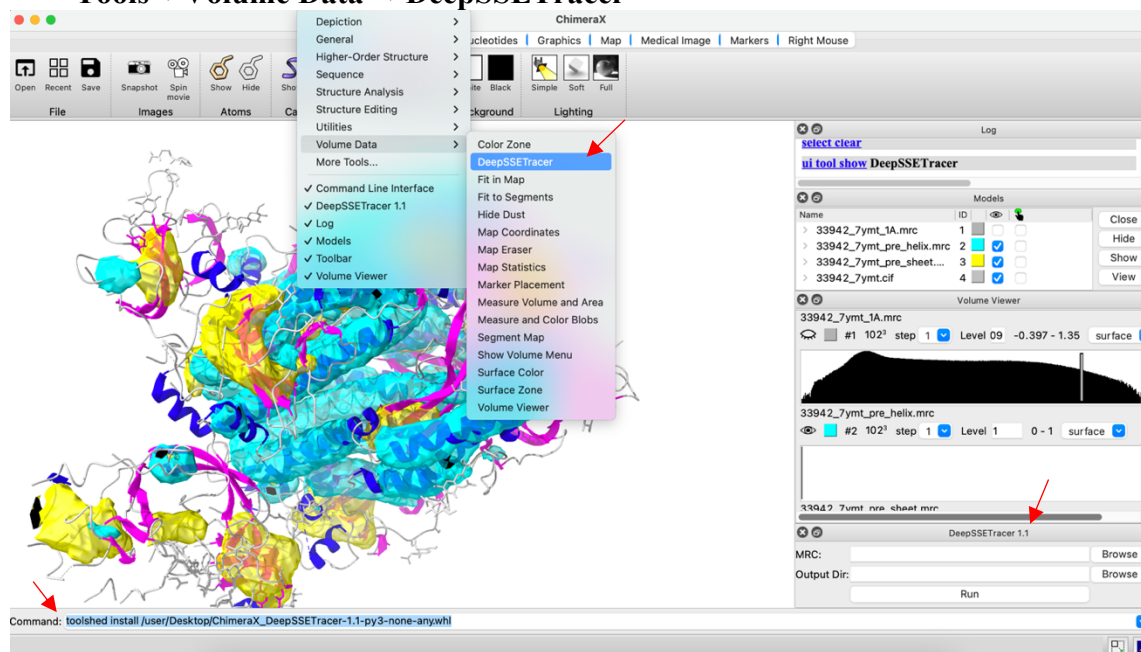 Tools→Volume Data → DeepSSETracer
ChimeraX
Nucleotides Graphics Map Medical Image Markers Right Mouse
Open Recent Save Snapshot Spin movie Show Hide Black Simple Soft Full
File Images Atoms Background Lighting
Depiction
General
Higher-Order Structure
Sequence
Structure Analysis
Structure Editing
Utilities
Volume Data
More Tools...
✓ Command Line Interface
✓ DeepSSETracer 1.1
✓ Log
✓ Models
✓ Toolbar
✓ Volume Viewer
Color Zone
DeepSSETracer
Fit in Map
Fit to Segments
Hide Dust
Map Coordinates
Map Eraser
Map Statistics
Marker Placement
Measure Volume and Area
Measure and Color Blobs
Segment Map
Show Volume Menu
Surface Color
Surface Zone
Volume Viewer
Log
select clear
ui tool show DeepSSETracer
Models
Name ID
33942_7ymt_1A.mrc 1
33942_7ymt_pre_helix.mrc 2
33942_7ymt_pre_sheet.... 3
33942_7ymt.cif 4
Close
Hide
Show
View
Volume Viewer
33942_7ymt_1A.mrc
#1 102³ step 1 Level 09 -0.397 - 1.35 surface
33942_7ymt_pre_helix.mrc
#2 102³ step 1 Level 1 0 - 1 surface
33942_7ymt_pre_sheet.mrc
DeepSSETracer 1.1
MRC: Browse
Output Dir: Browse
Run
Command: toolshed install /user/Desktop/ChimeraX_DeepSSETracer-1.1-py3-none-any.whl